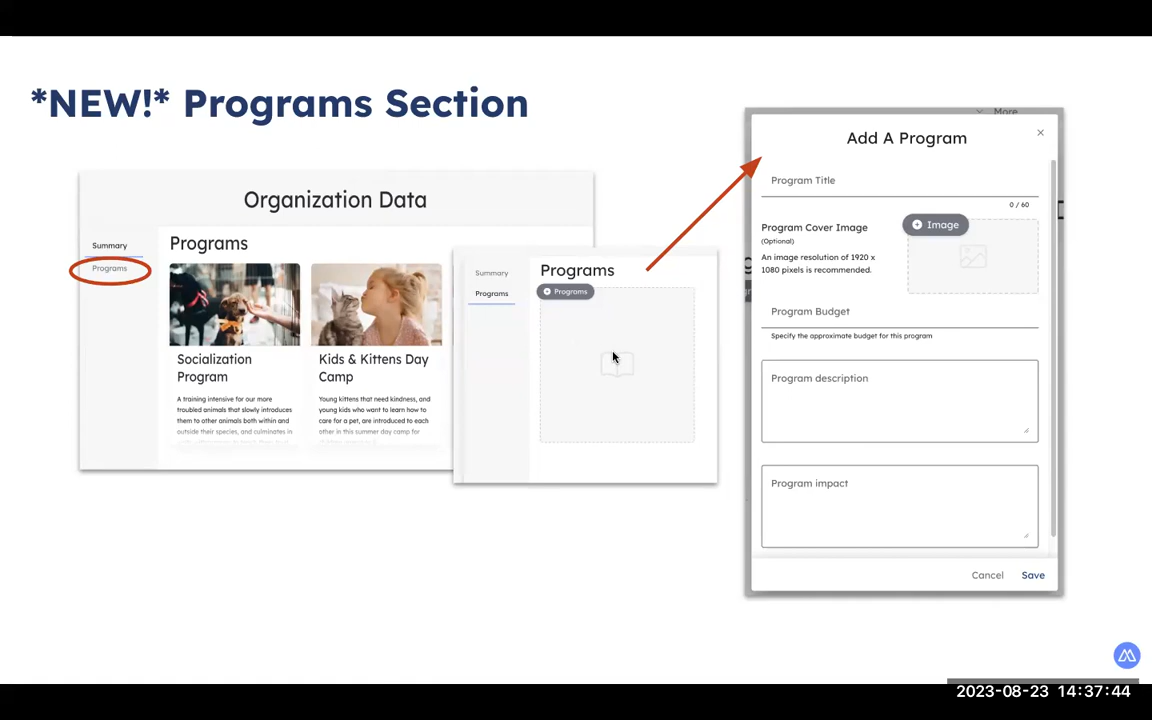 *NEW!* Programs Section
Organization Data
Summary
Programs
Programs
Socialization
Program
A training intensive for our more
troubled animals that slowly introduces
them to other animals both within and
outside their species, and culminates in
Kids & Kittens Day
Camp
Young kittens that need kindness, and
young kids who want to learn how to
care for a pet, are introduced to each
other in this summer day camp for
Summary
Programs
Programs
Programs
More
Add A Program
Program Title
0 / 60
Program Cover Image
(Optional)
An image resolution of 1920 x
1080 pixels is recommended.
Image
Program Budget
Specify the approximate budget for this program
Program description
Program impact
Cancel
Save
2023-08-23 14:37:44